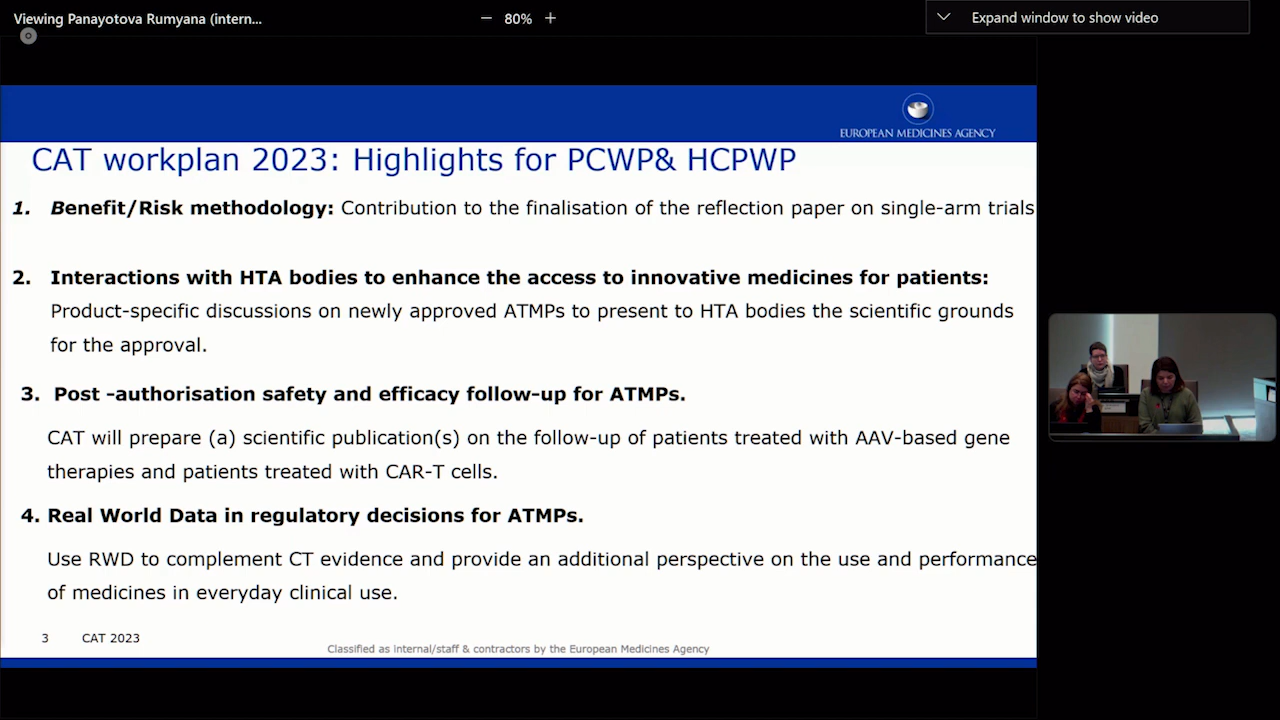 Viewing Panayotova Rumyana (intern...
80%
Expand window to show video
EUROPEAN MEDICINES AGENCY
CAT workplan 2023: Highlights for PCWP& HCPWP
1. Benefit/Risk methodology: Contribution to the finalisation of the reflection paper on single-arm trials
2. Interactions with HTA bodies to enhance the access to innovative medicines for patients:
Product-specific discussions on newly approved ATMPs to present to HTA bodies the scientific grounds
for the approval.
3. Post -authorisation safety and efficacy follow-up for ATMPs.
CAT will prepare (a) scientific publication(s) on the follow-up of patients treated with AAV-based gene
therapies and patients treated with CAR-T cells.
4. Real World Data in regulatory decisions for ATMPs.
Use RWD to complement CT evidence and provide an additional perspective on the use and performance
of medicines in everyday clinical use.
3 CAT 2023
Classified as internal/staff & contractors by the European Medicines Agency